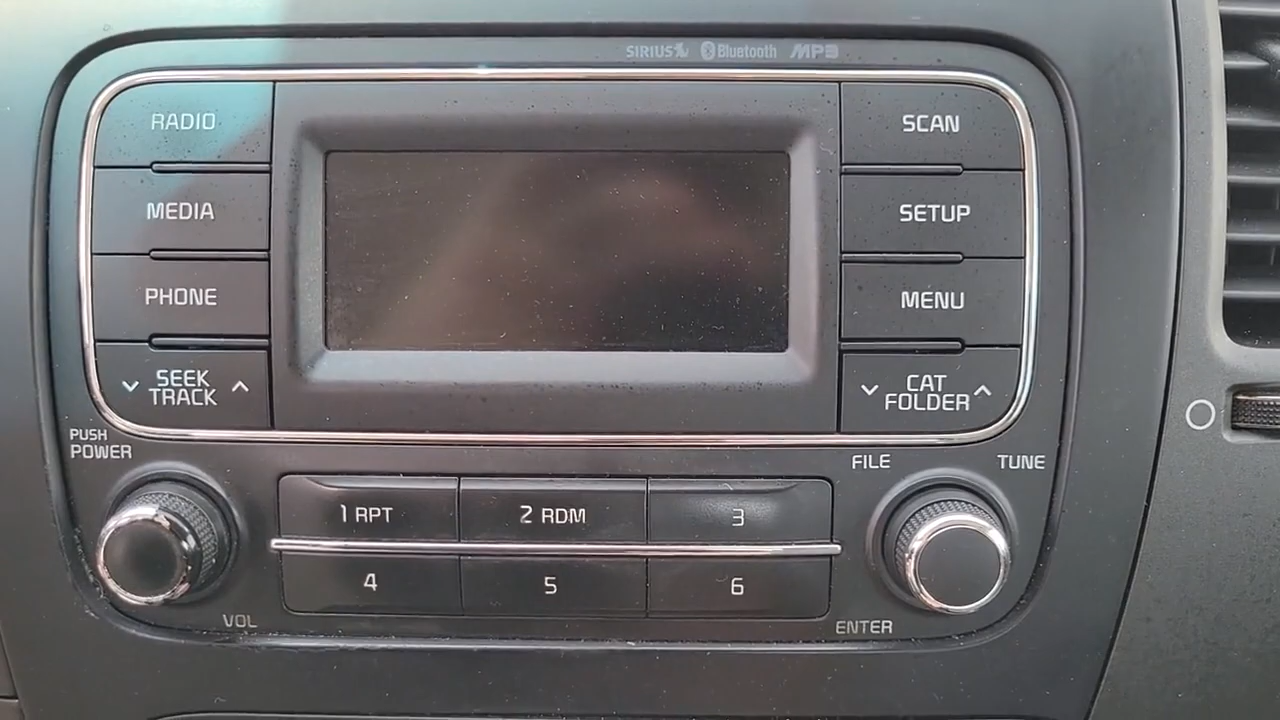 SIRIUS Bluetooth MP3
RADIO
SCAN
MEDIA
SETUP
PHONE
MENU
SEEK
TRACK
CAT
FOLDER
PUSH
POWER
FILE
TUNE
1 RPT
2 RDM
3
4
5
6
VOL
ENTER